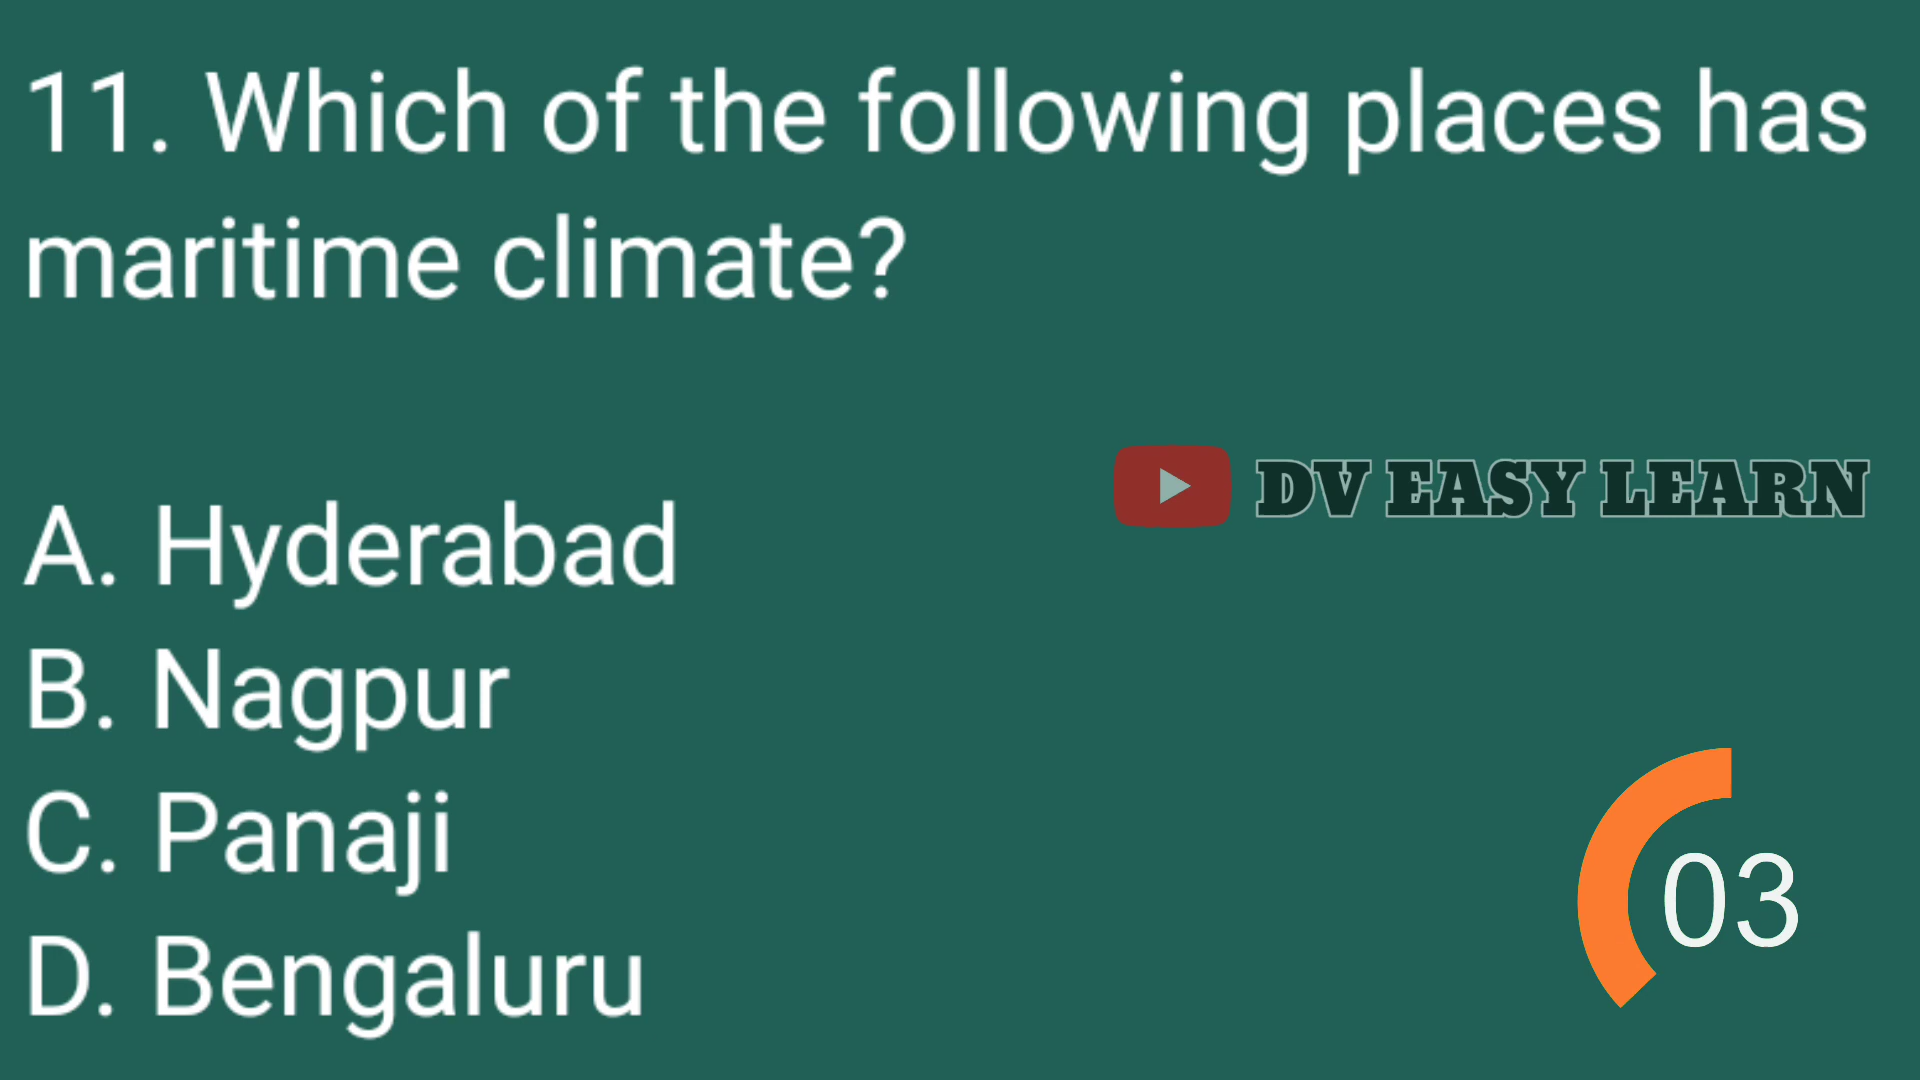 11. Which of the following places has
maritime climate?
DV EASY LEARN
A. Hyderabad
B. Nagpur
C. Panaji
D. Bengaluru
03